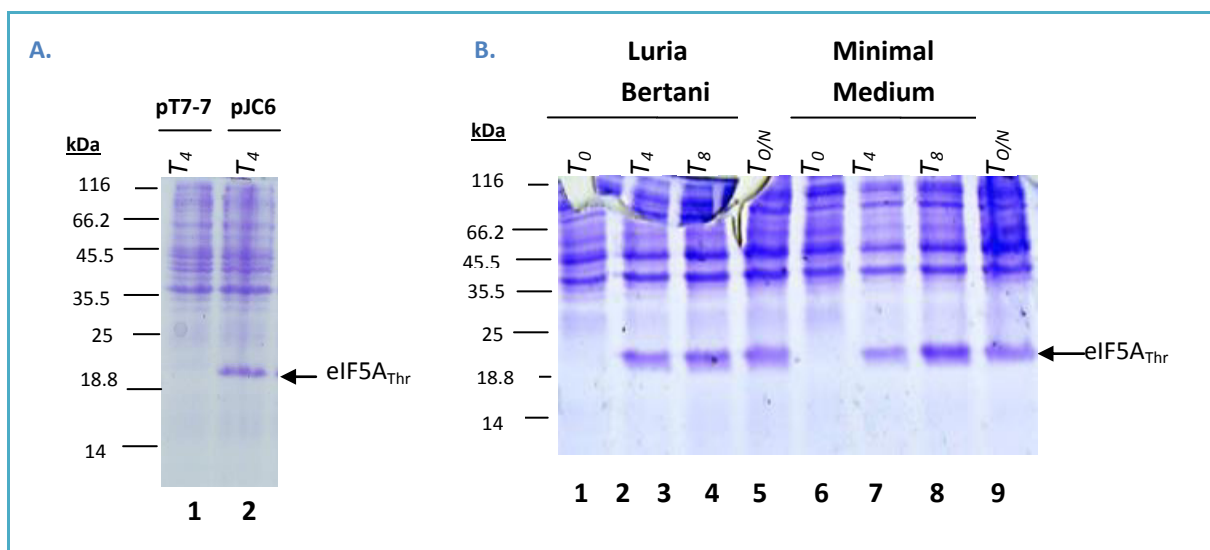 A.
pT7-7 pJC6
kDa
T4 T4
116
66.2
45.5
35.5
25
18.8
14
eIF5AThr
1 2
B.
Luria Minimal
Bertani Medium
kDa
T0 T4 T8 TO/N T0 T4 T8 TO/N
116
66.2
45.5
35.5
25
18.8
14
eIF5AThr
1 2 3 4 5 6 7 8 9